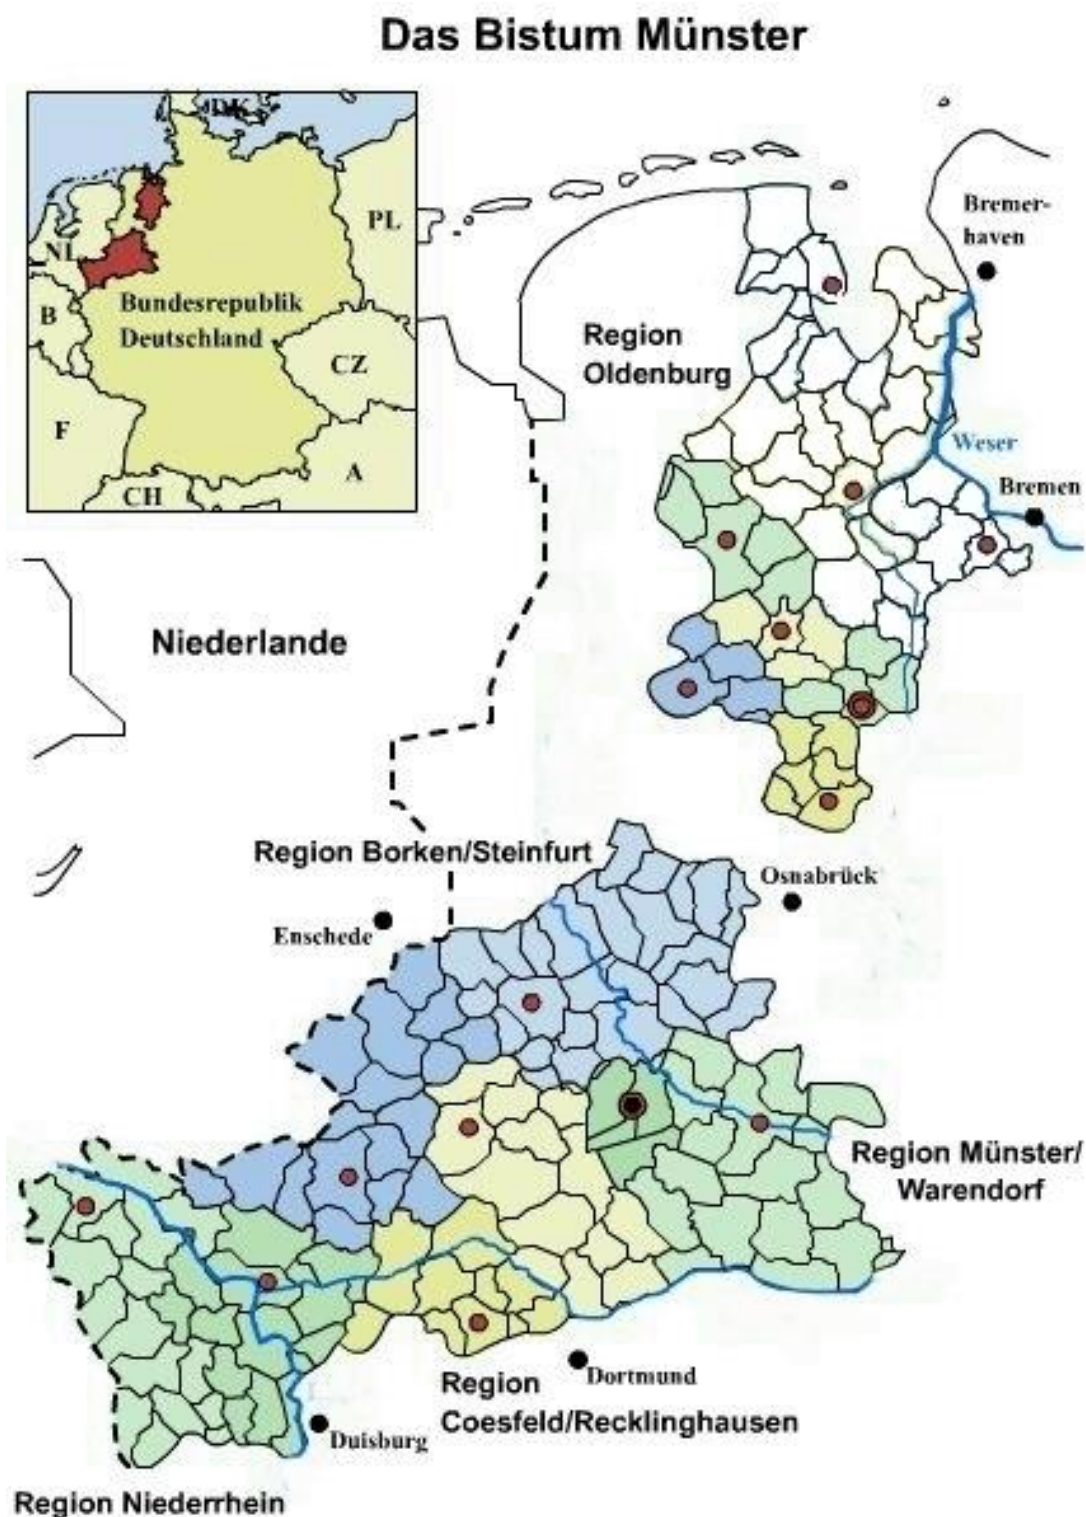 Das Bistum Münster
DK
PL
NL
B
Bundesrepublik
Deutschland
CZ
F
A
CH
Bremer-
haven
Region
Oldenburg
Weser
Bremen
Niederlande
Region Borken/Steinfurt
Osnabrück
Enschede
Region Münster/
Warendorf
Dortmund
Region
Coesfeld/Recklinghausen
Duisburg
Region Niederrhein